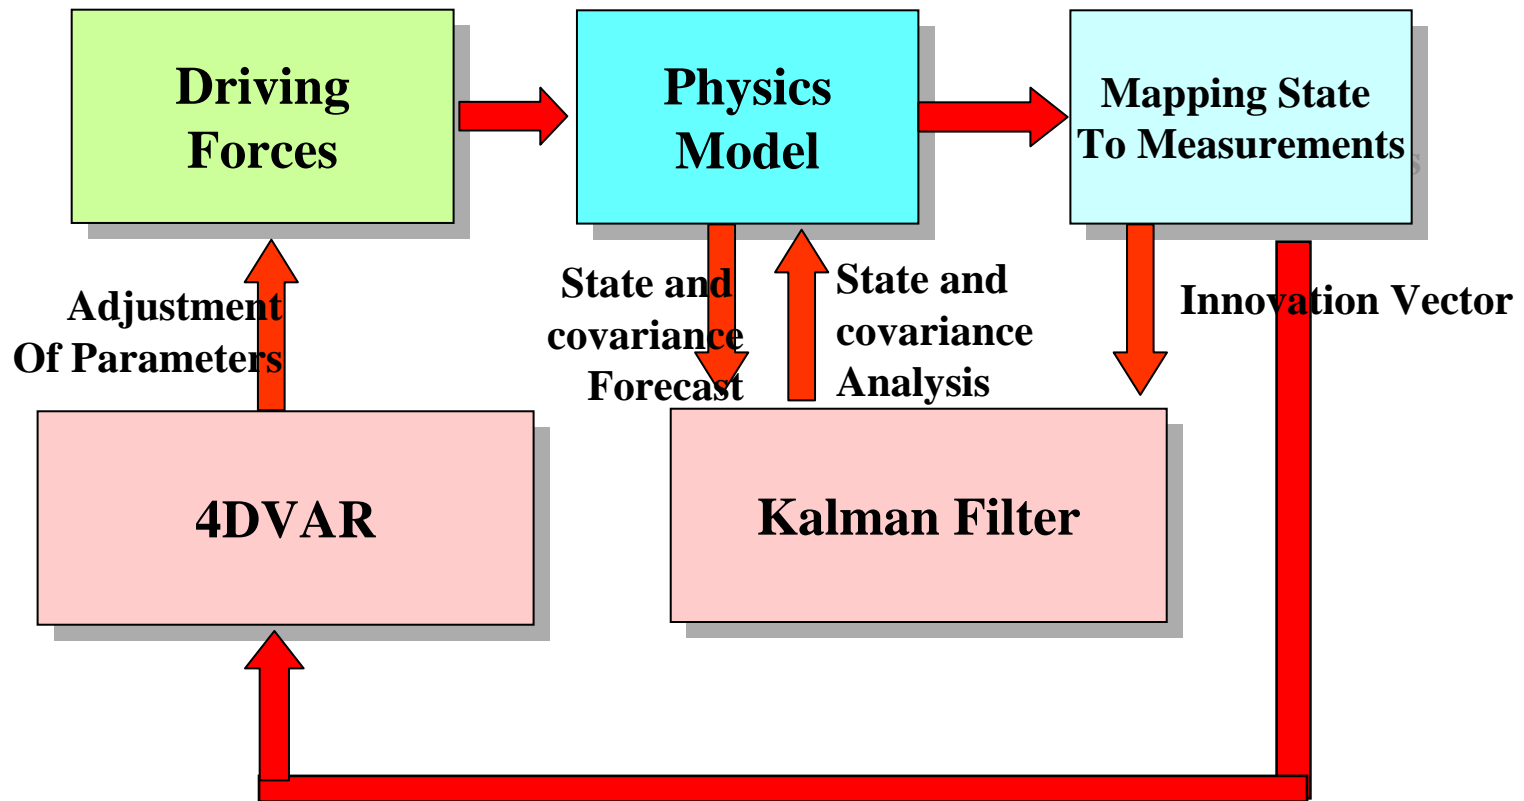 Driving
Forces
Physics
Model
Mapping State
To Measurements
Adjustment
Of Parameters
State and
covariance
Forecast
State and
covariance
Analysis
Innovation Vector
4DVAR
Kalman Filter